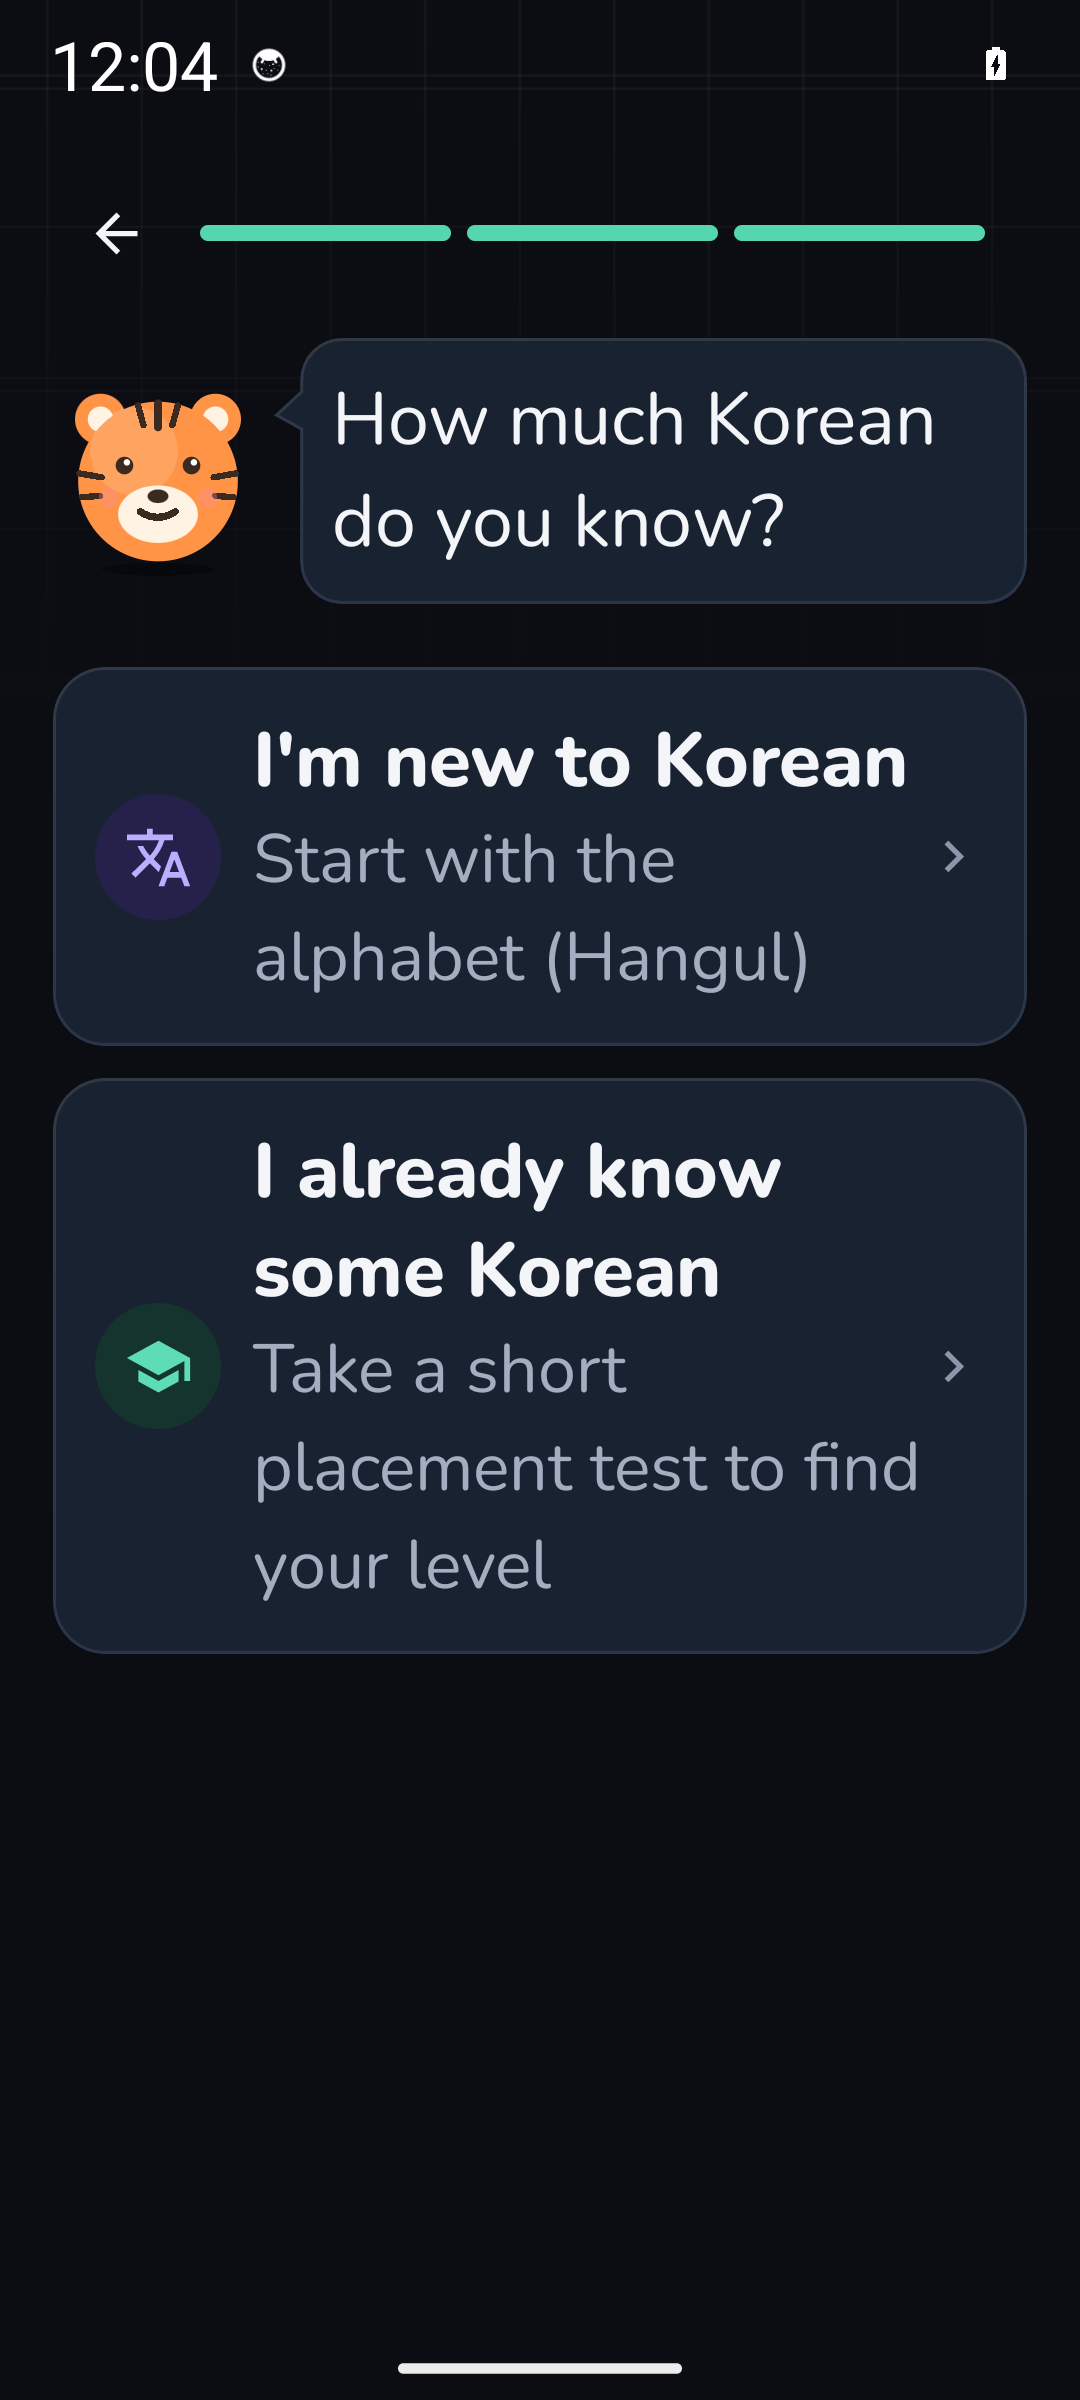 12:04
How much Korean
do you know?
I'm new to Korean
Start with the
alphabet (Hangul)
I already know
some Korean
Take a short
placement test to find
your level